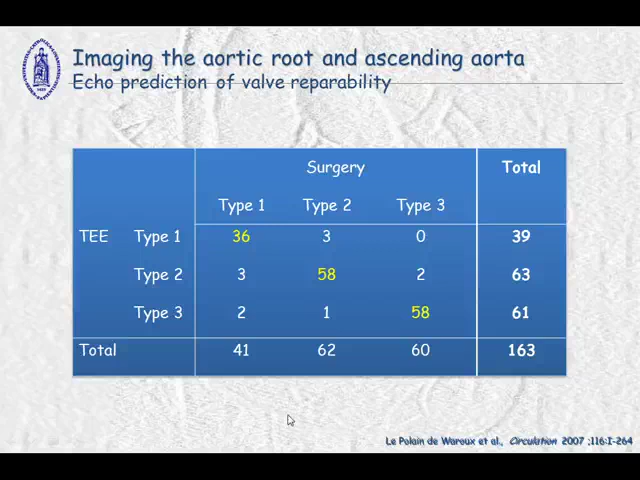 Imaging the aortic root and ascending aorta
Echo prediction of valve reparability
Surgery Total
Type 1 Type 2 Type 3
TEE Type 1 36 3 0 39
Type 2 3 58 2 63
Type 3 2 1 58 61
Total 41 62 60 163
Le Polain de Waroux et al., Circulation 2007 ;116:I-264